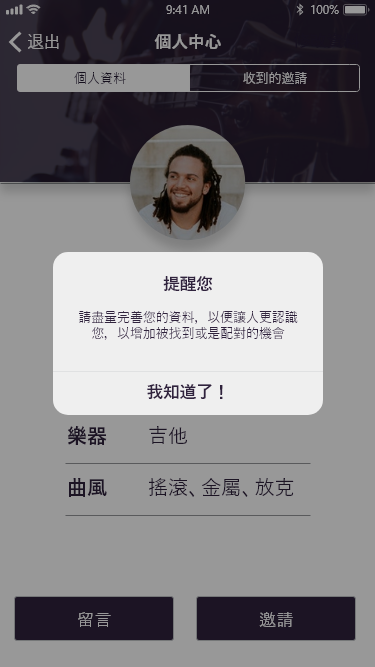 9:41 AM 100%
退出 個人中心
個人資料 收到的邀請
提醒您
請盡量完善您的資料，以便讓人更認識
您，以增加被找到或是配對的機會
我知道了！
樂器 吉他
曲風 搖滾、金屬、放克
留言 邀請